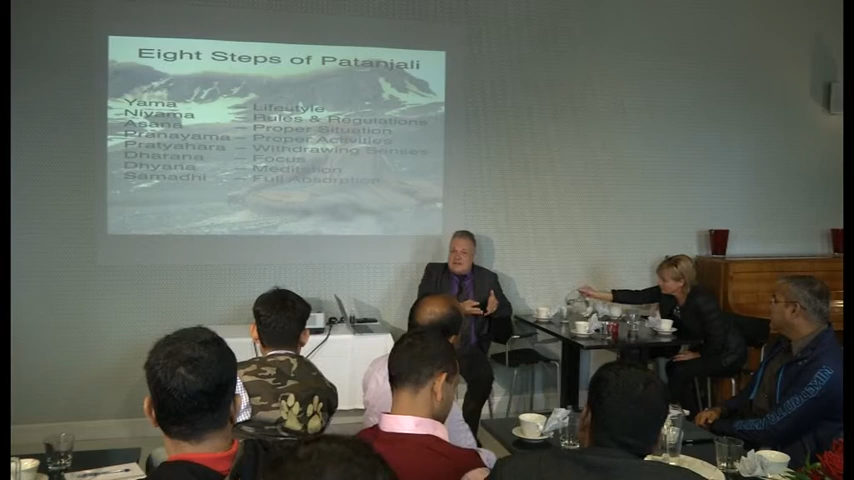 Eight Steps of Patanjali
Yama – Lifestyle
Niyama – Rules & Regulations
Asana – Proper Situation
Pranayama – Proper Activities
Pratyahara – Withdrawing Senses
Dharana – Focus
Dhyana – Meditation
Samadhi – Full Absorption